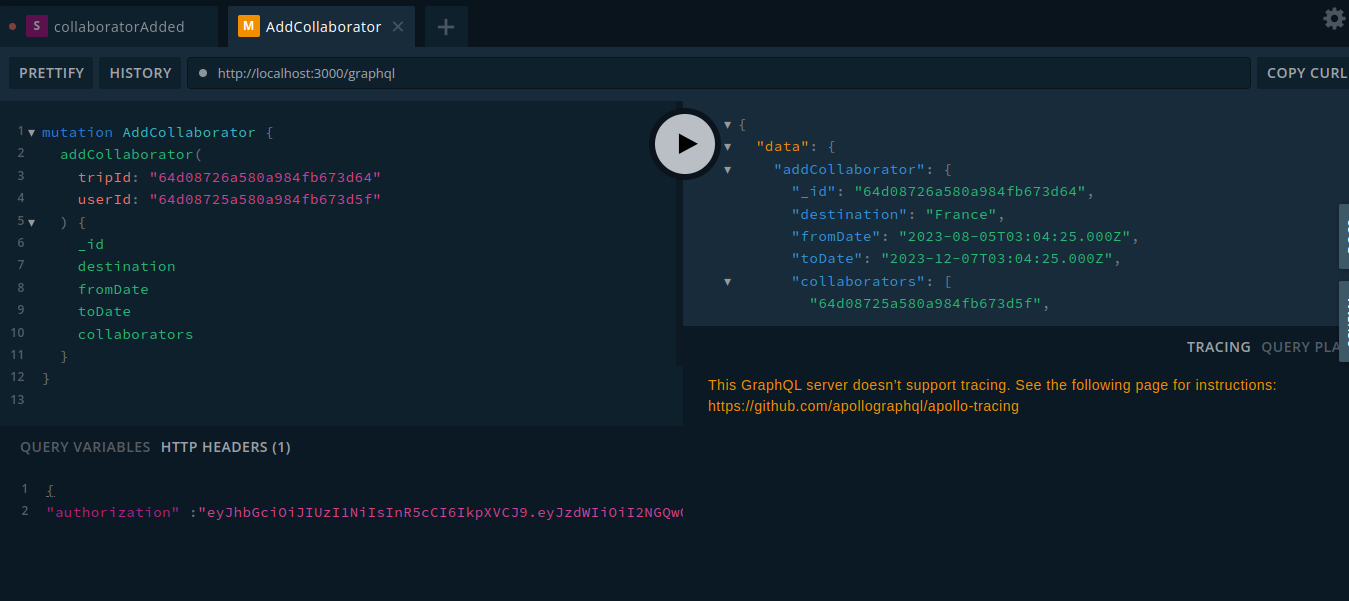 S collaboratorAdded
M AddCollaborator
PRETTIFY HISTORY http://localhost:3000/graphql COPY CURL
1 mutation AddCollaborator {
2 addCollaborator(
3 tripId: "64d08726a580a984fb673d64"
4 userId: "64d08725a580a984fb673d5f"
5 ) {
6 _id
7 destination
8 fromDate
9 toDate
10 collaborators
11 }
12 }
13
{
"data": {
"addCollaborator": {
"_id": "64d08726a580a984fb673d64",
"destination": "France",
"fromDate": "2023-08-05T03:04:25.000Z",
"toDate": "2023-12-07T03:04:25.000Z",
"collaborators": [
"64d08725a580a984fb673d5f",
TRACING QUERY PLA
This GraphQL server doesn't support tracing. See the following page for instructions:
https://github.com/apollographql/apollo-tracing
QUERY VARIABLES HTTP HEADERS (1)
1 {
2 "authorization" :"eyJhbGciOiJIUzI1NiIsInR5cCI6IkpXVCJ9.eyJzdWIiOiI2NGQw